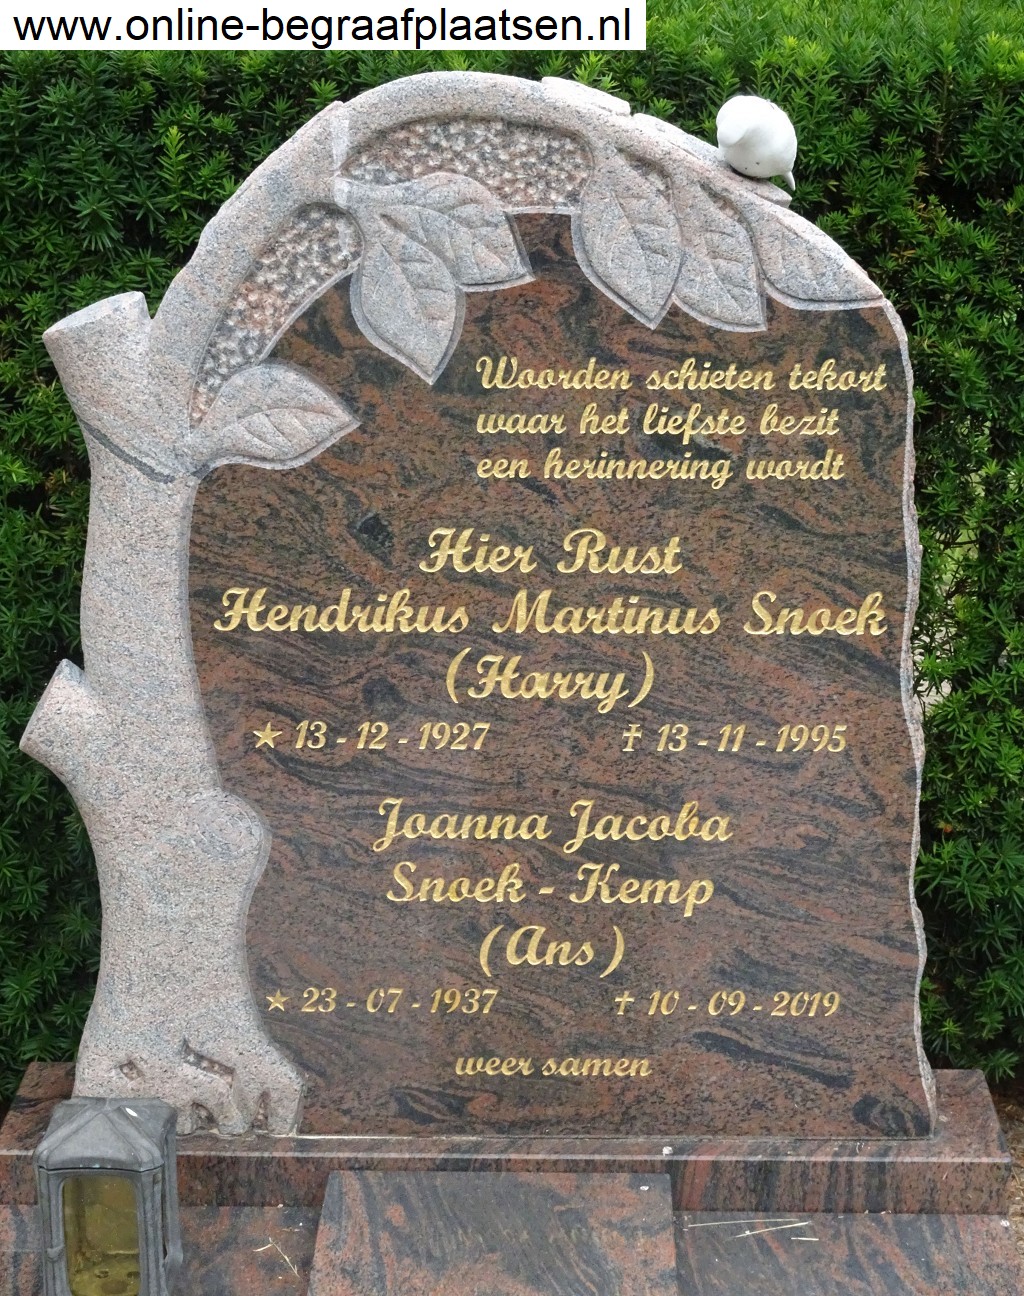 www.online-begraafplaatsen.nl
Woorden schieten tekort
waar het liefste bezit
een herinnering wordt
Hier Rust
Hendrikus Martinus Snoek
(Harry)
★ 13 - 12 - 1927 ✝ 13 - 11 - 1995
Joanna Jacoba
Snoek - Kemp
(Ans)
★ 23 - 07 - 1937 ✝ 10 - 09 - 2019
weer samen